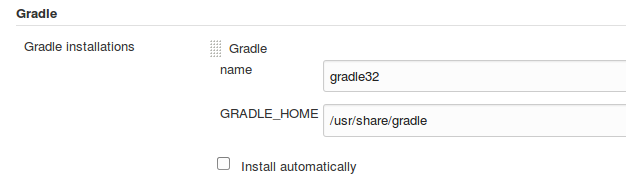 Gradle
Gradle installations
Gradle
name
gradle32
GRADLE_HOME
/usr/share/gradle
Install automatically